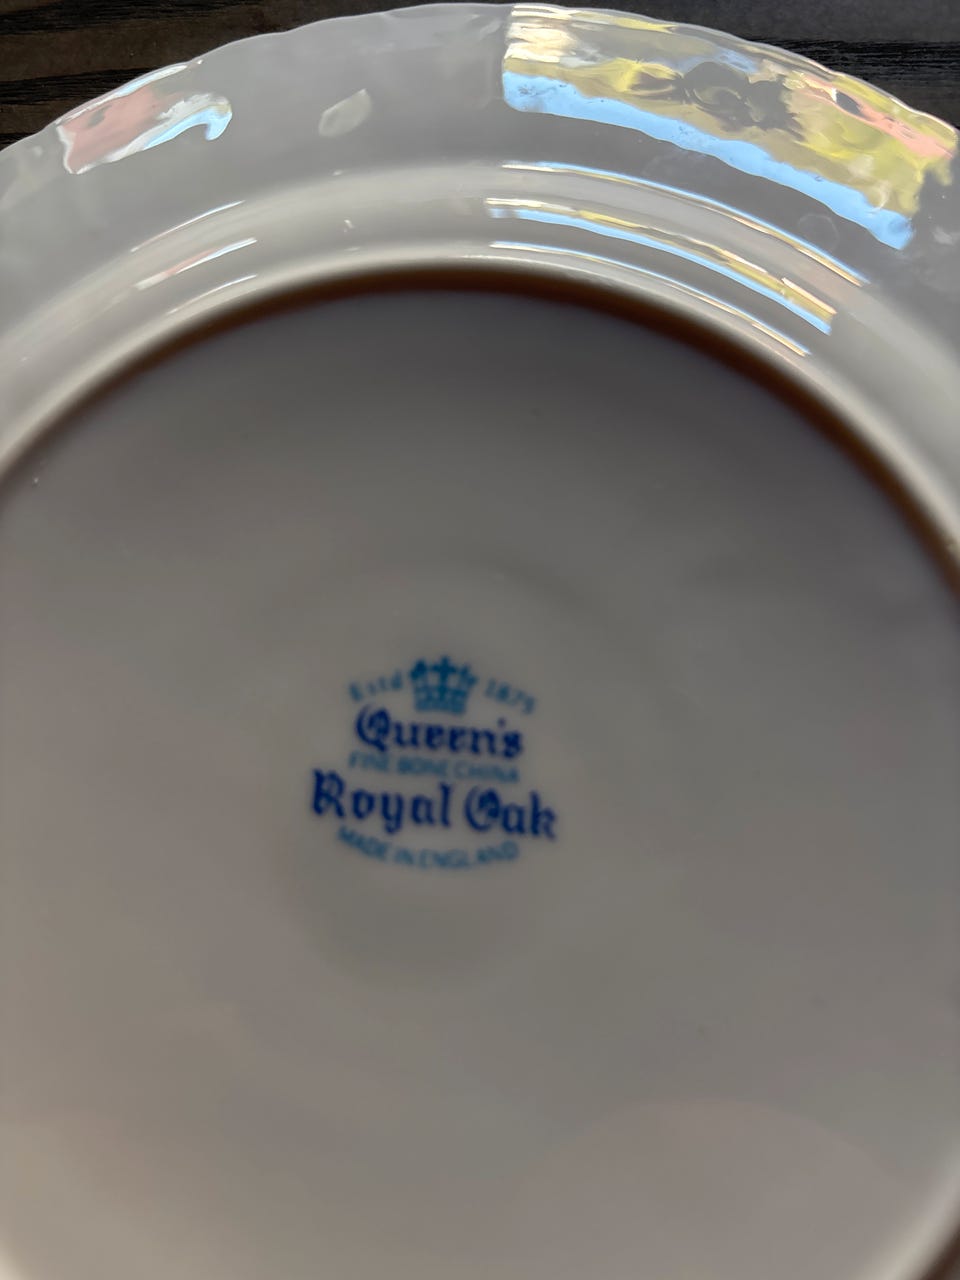 Estd 1875
Queen's
FINE BONE CHINA
Royal Oak
MADE IN ENGLAND